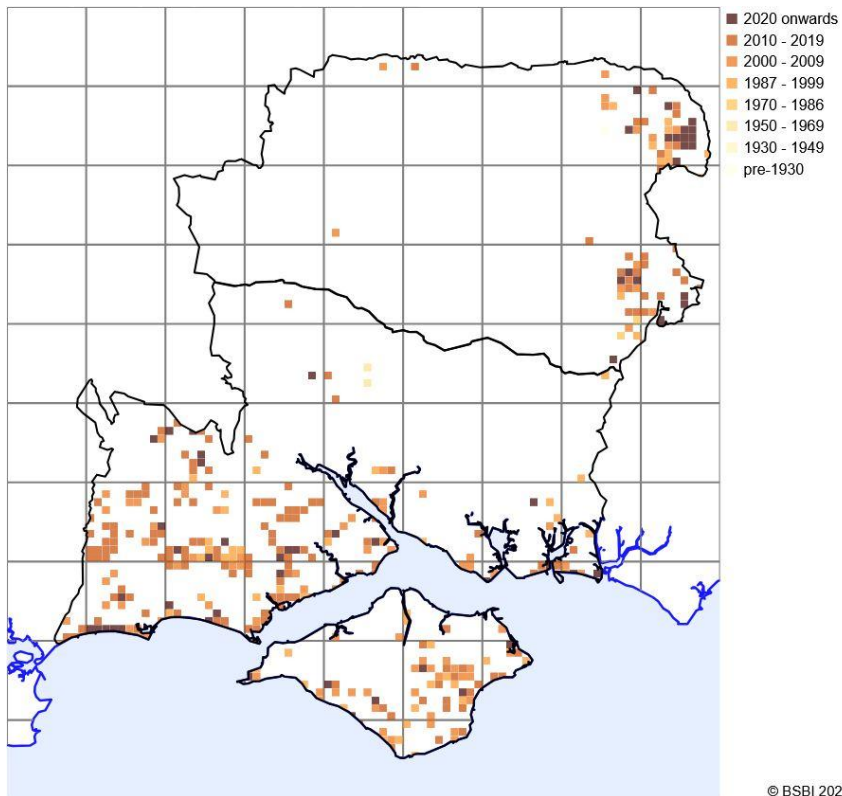 2020 onwards
2010 - 2019
2000 - 2009
1987 - 1999
1970 - 1986
1950 - 1969
1930 - 1949
pre-1930
© BSBI 202